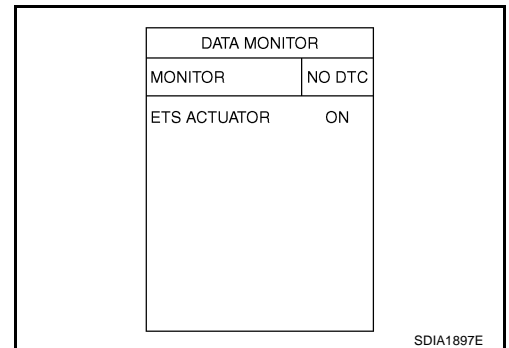 DATA MONITOR
MONITOR NO DTC
ETS ACTUATOR ON
SDIA1897E